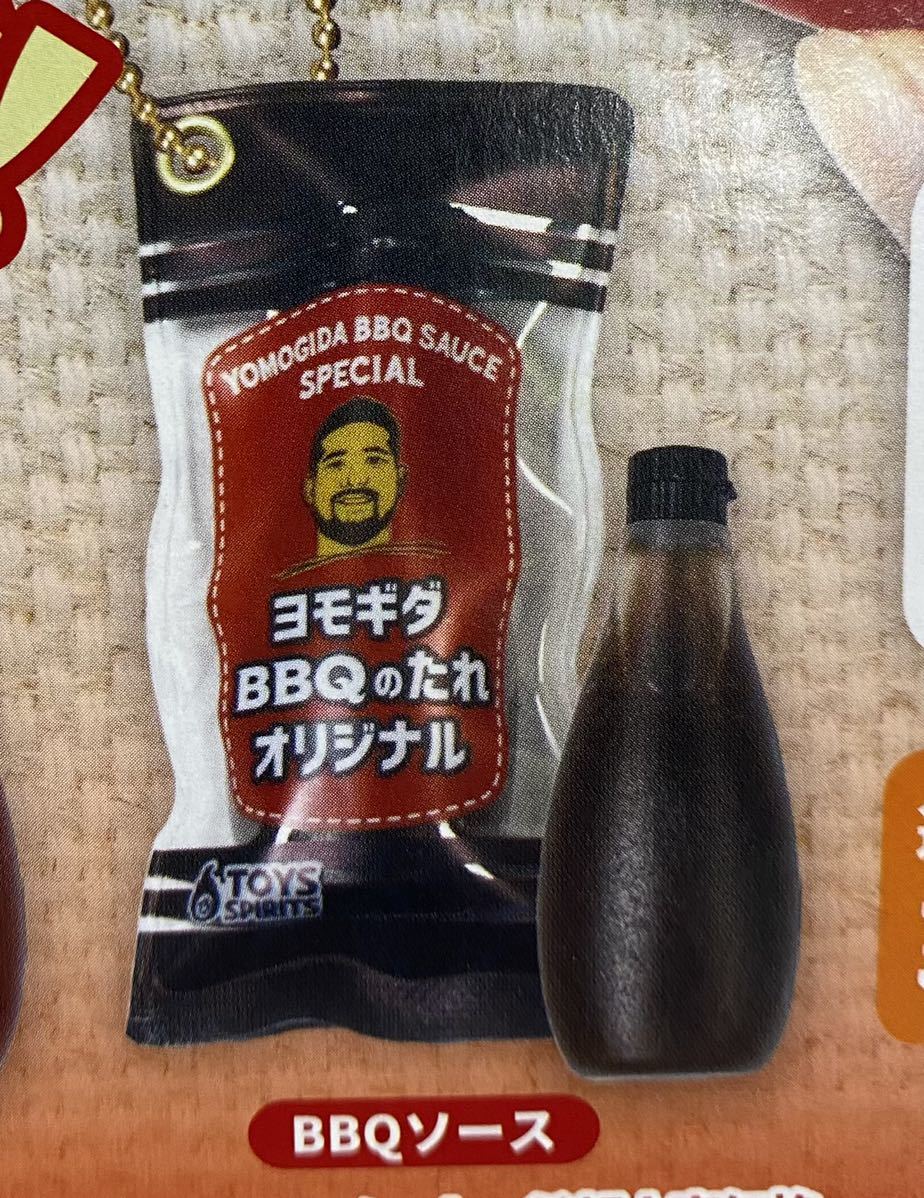 YOMOGIDA BBQ SAUCE
SPECIAL
ヨモギダ
BBQのたれ
オリジナル
TOYS
SPIRITS
BBQソース